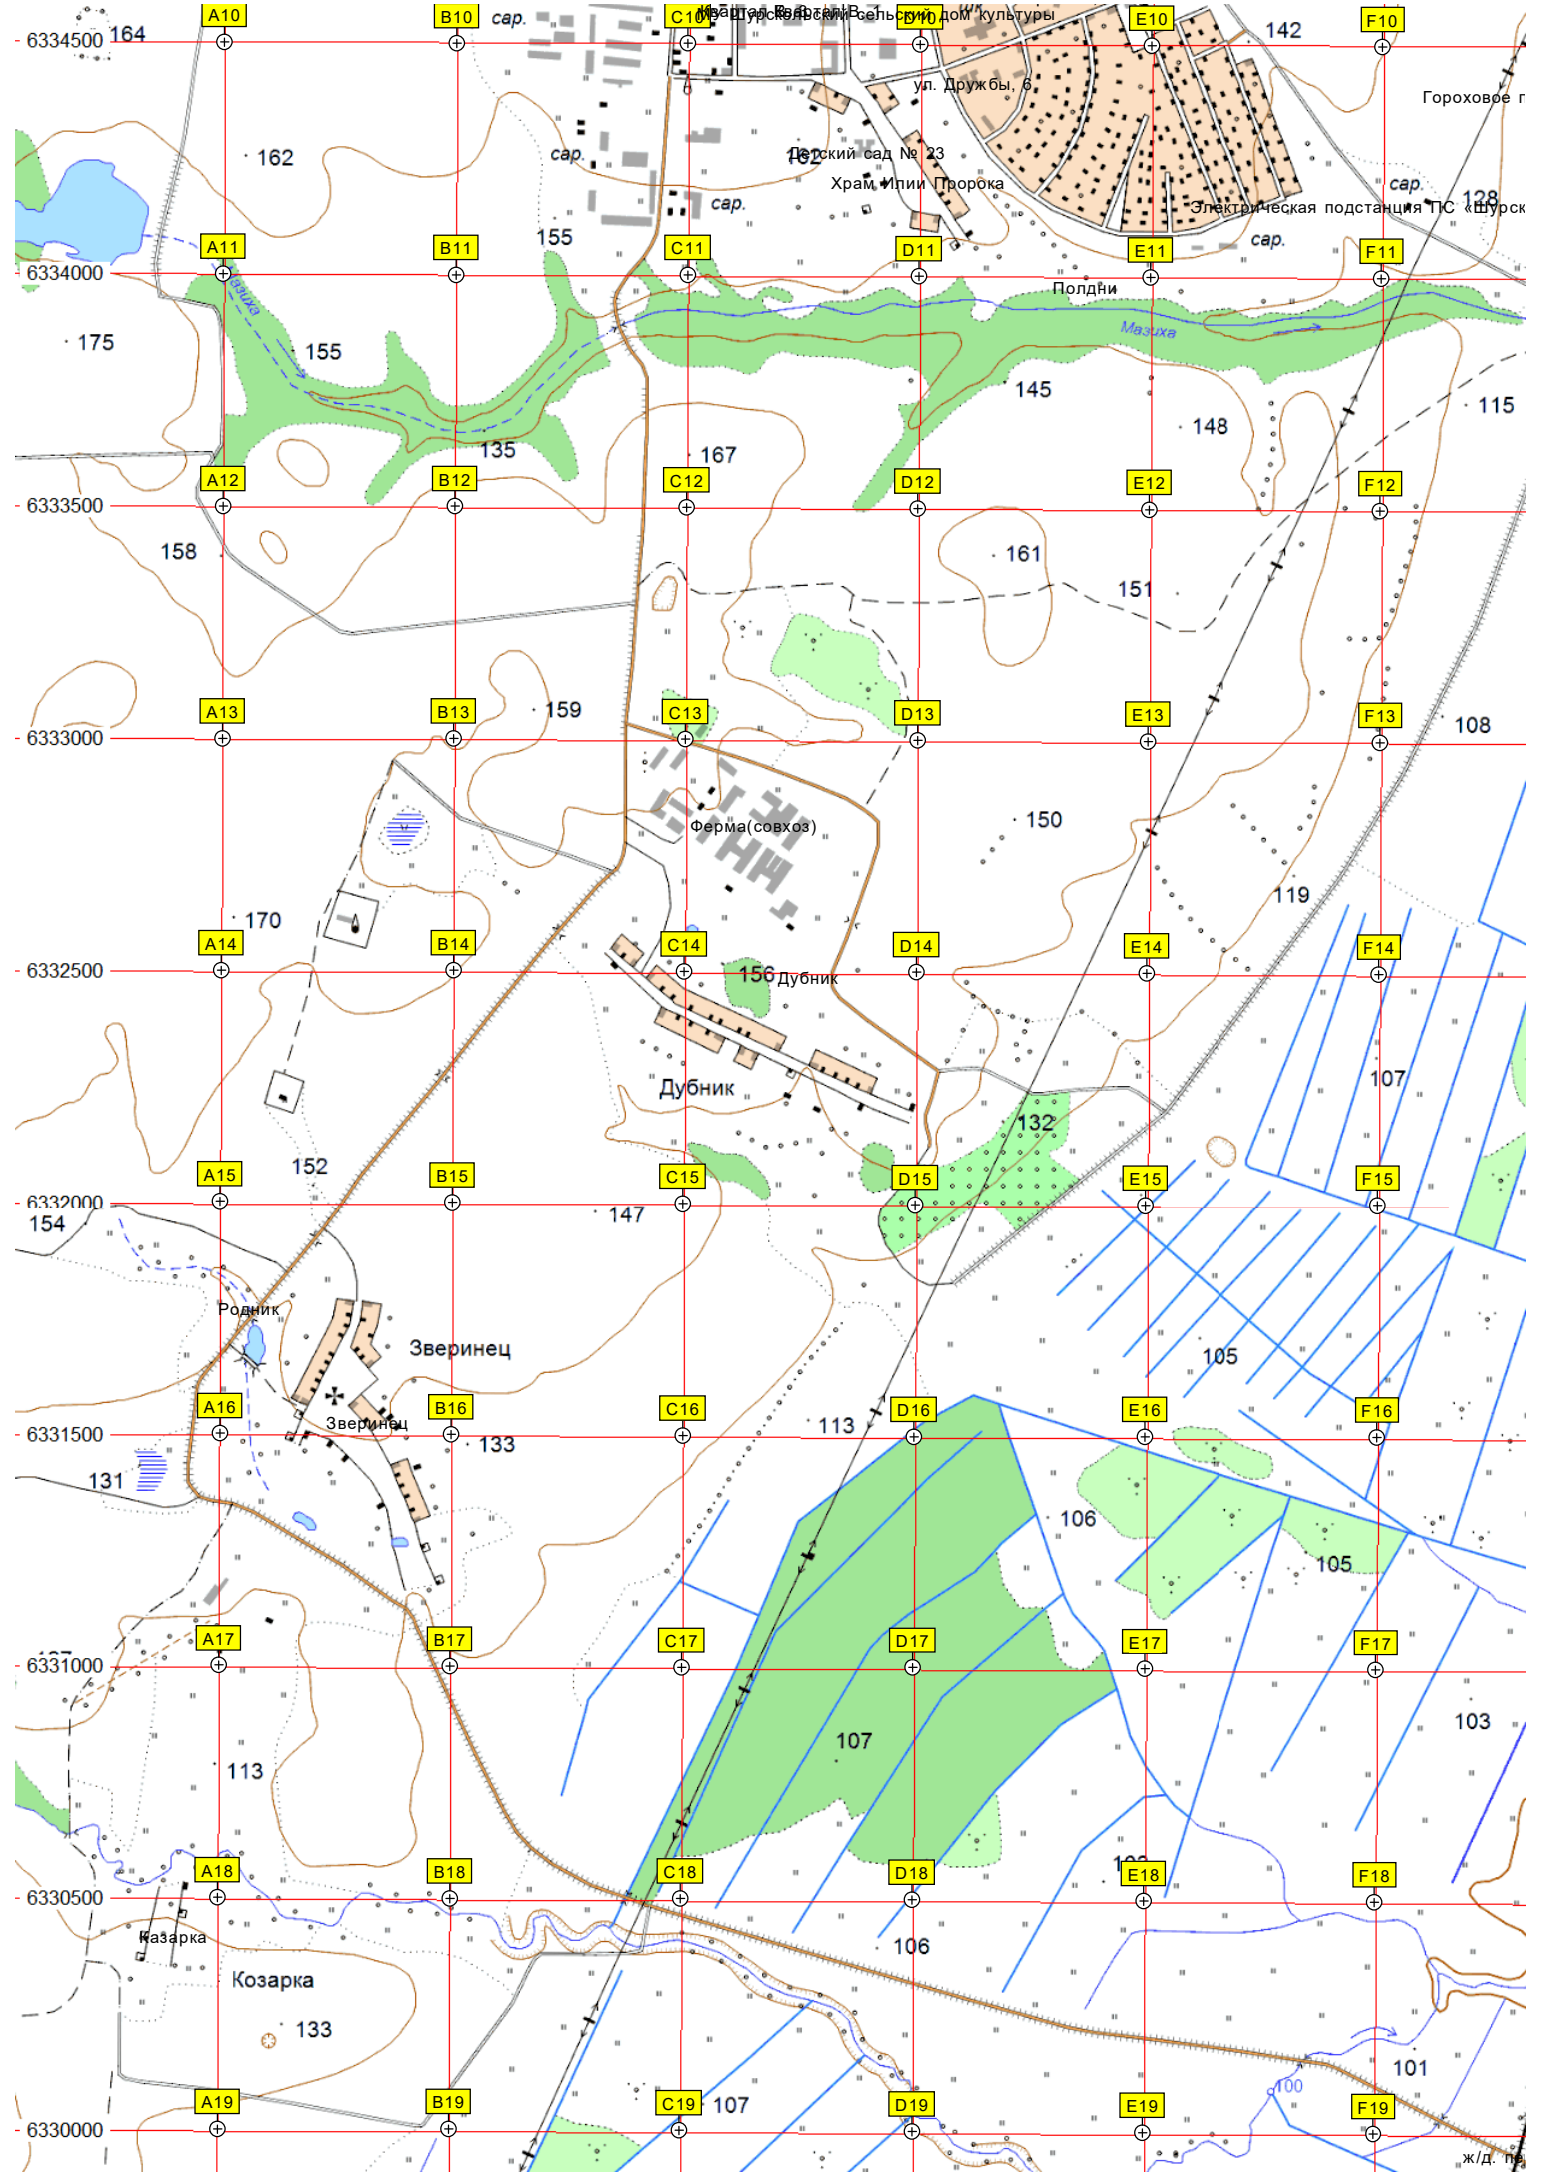 A10
B10
C10
D10
E10
F10
сар.
Шурскольский сельский дом культуры
6334500
164
142
ул. Дружбы, 6
Гороховое п
162
сар.
162
Детский сад № 23
Храм Илии Пророка
сар.
128
сар.
Электрическая подстанция ПС «Шурск
155
сар.
A11
B11
C11
D11
E11
F11
6334000
Полдни
Мазиха
Мазиха
175
155
145
115
148
135
167
A12
B12
C12
D12
E12
F12
6333500
158
161
151
A13
B13
C13
D13
E13
F13
159
108
6333000
150
Ферма(совхоз)
119
170
A14
B14
C14
D14
E14
F14
6332500
156
Дубник
107
Дубник
132
152
A15
B15
C15
D15
E15
F15
6332000
154
147
Родник
Зверинец
105
A16
B16
C16
D16
E16
F16
Зверинец
113
6331500
133
131
106
105
A17
B17
C17
D17
E17
F17
6331000
103
107
113
A18
B18
C18
D18
E18
F18
6330500
Казарка
106
Козарка
133
101
100
A19
B19
C19
D19
E19
F19
107
6330000
ж/д. пе